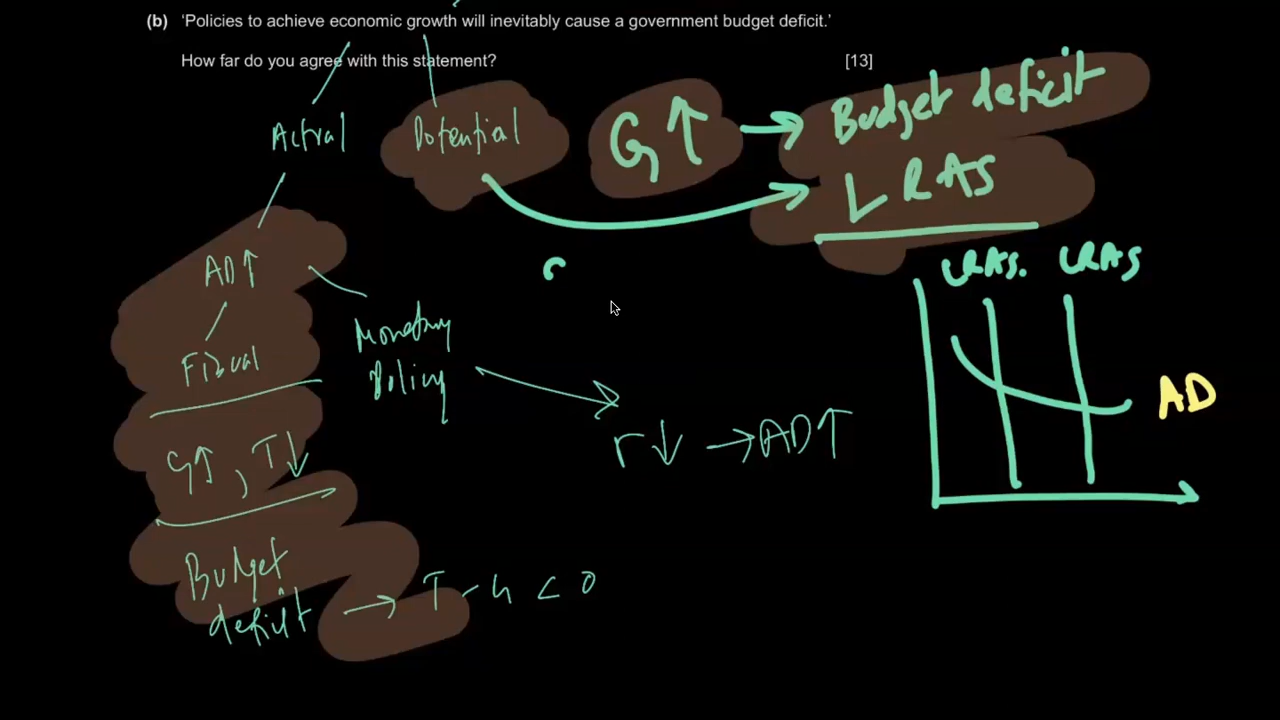 (b) ‘Policies to achieve economic growth will inevitably cause a government budget deficit.’
How far do you agree with this statement? [13]
Actual
Potential
G↑ → Budget deficit
LRAS
AD↑
Fiscal
G↑, T↓
Budget
deficit → T - G < 0
Monetary
Policy
r↓ → AD↑
LRAS. LRAS
AD